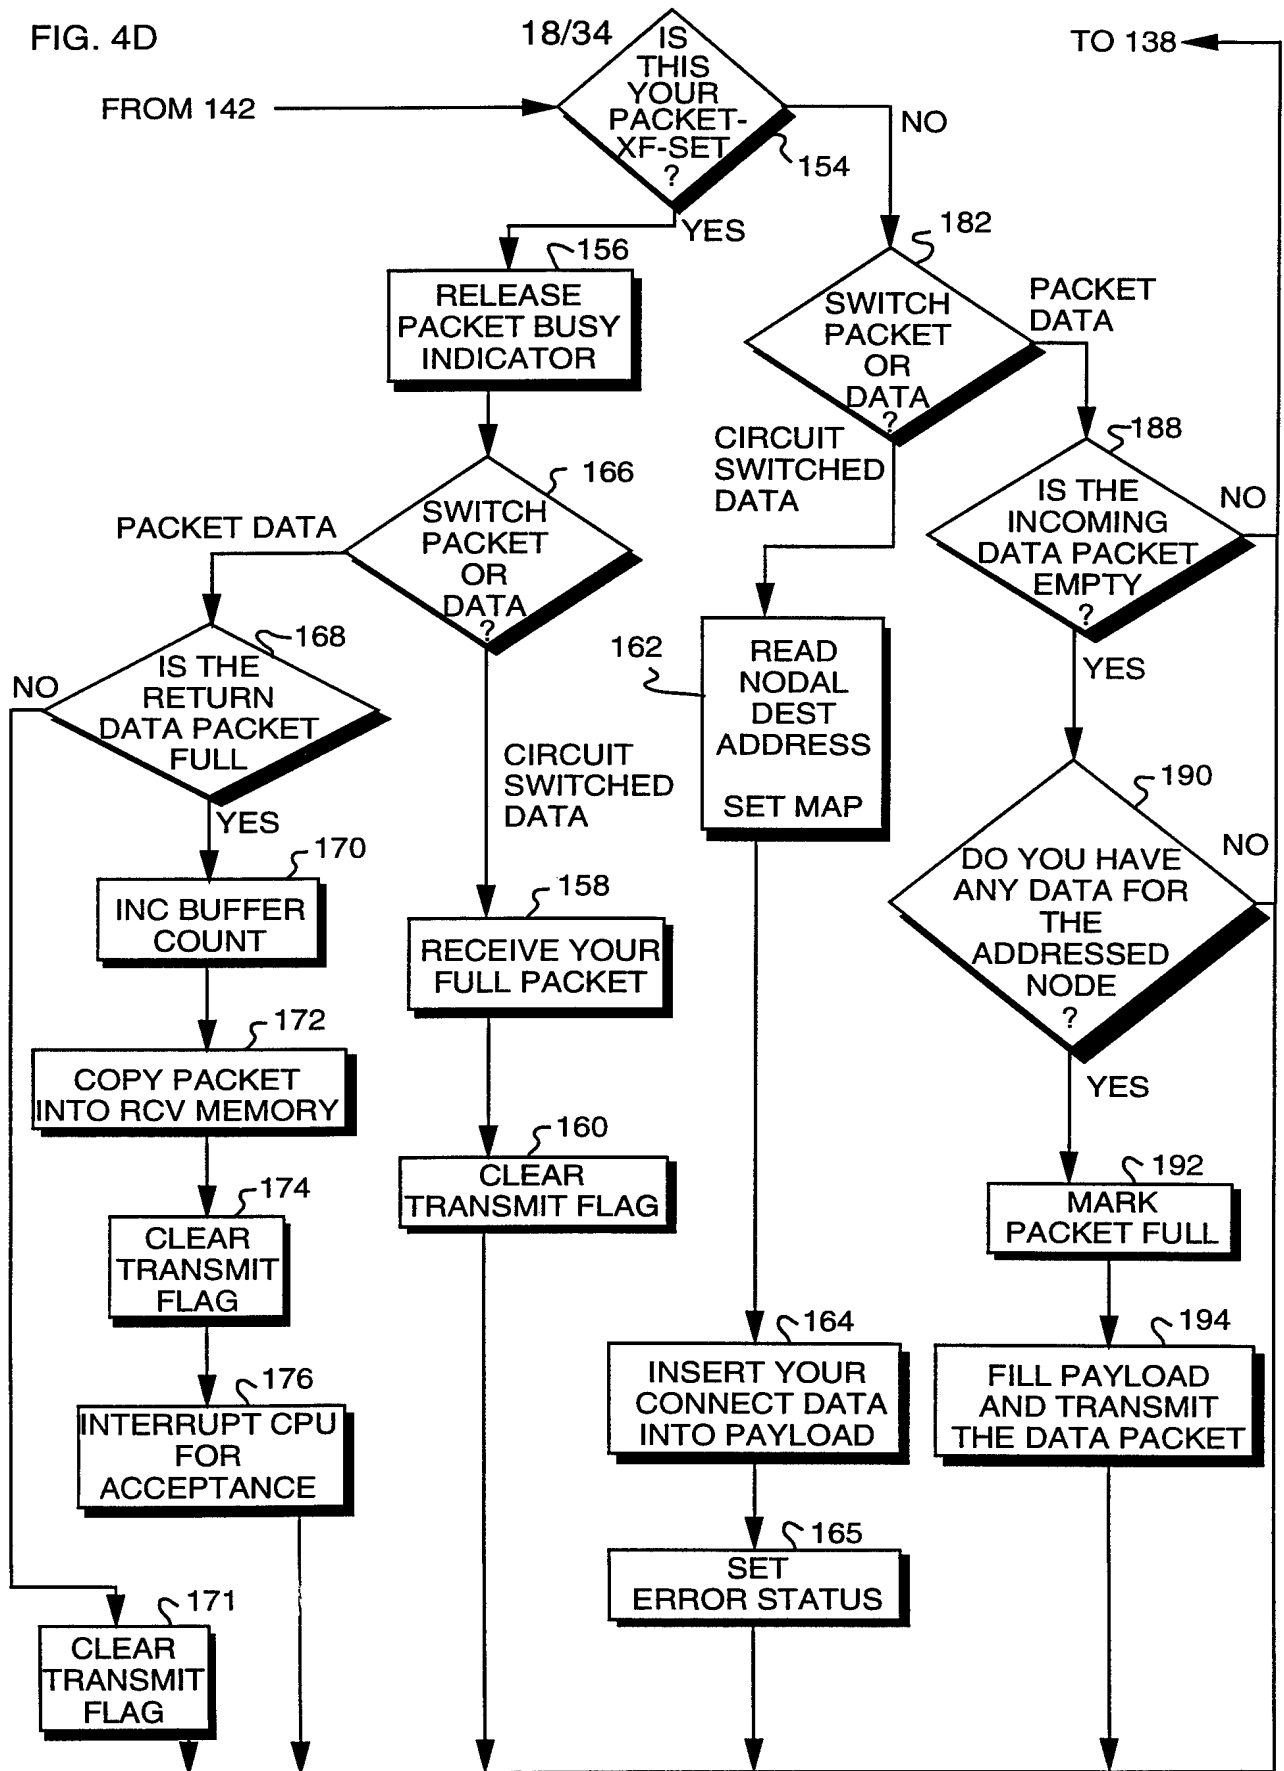 FIG. 4D
18/34
TO 138
FROM 142
IS
THIS
YOUR
PACKET-
XF-SET
?
154
NO
YES
156
RELEASE
PACKET BUSY
INDICATOR
182
SWITCH
PACKET
OR
DATA
?
PACKET
DATA
CIRCUIT
SWITCHED
DATA
166
SWITCH
PACKET
OR
DATA
?
PACKET DATA
188
IS THE
INCOMING
DATA PACKET
EMPTY
?
NO
YES
168
IS THE
RETURN
DATA PACKET
FULL
NO
YES
CIRCUIT
SWITCHED
DATA
162
READ
NODAL
DEST
ADDRESS
SET MAP
190
DO YOU HAVE
ANY DATA FOR
THE
ADDRESSED
NODE
?
NO
YES
170
INC BUFFER
COUNT
158
RECEIVE YOUR
FULL PACKET
172
COPY PACKET
INTO RCV MEMORY
160
CLEAR
TRANSMIT FLAG
192
MARK
PACKET FULL
174
CLEAR
TRANSMIT
FLAG
164
INSERT YOUR
CONNECT DATA
INTO PAYLOAD
194
FILL PAYLOAD
AND TRANSMIT
THE DATA PACKET
176
INTERRUPT CPU
FOR
ACCEPTANCE
165
SET
ERROR STATUS
171
CLEAR
TRANSMIT
FLAG